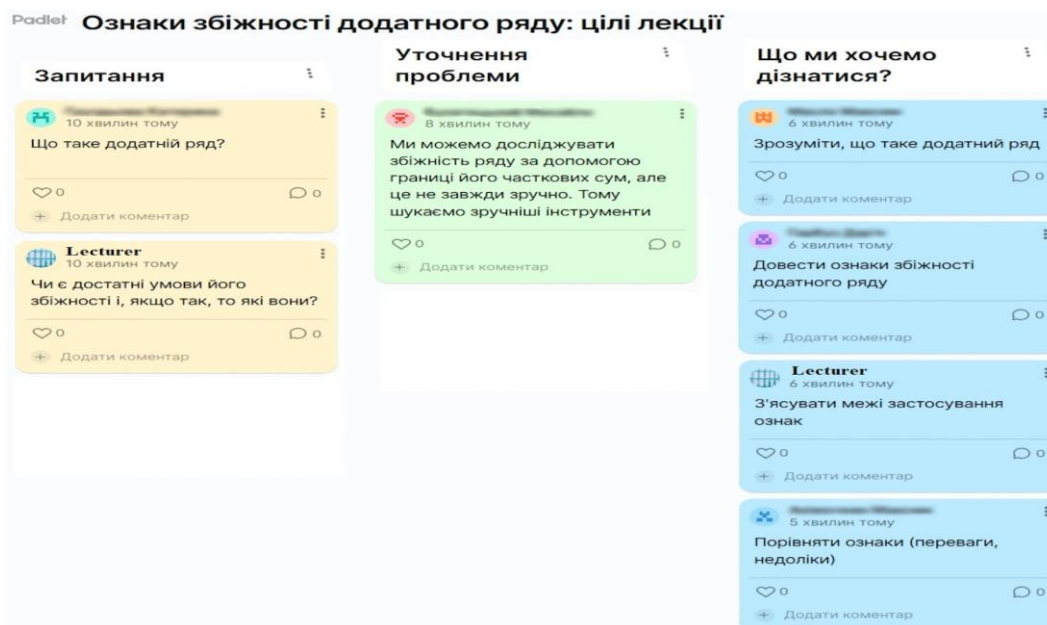 Padlet Ознаки збіжності додатного ряду: цілі лекції
Запитання
10 хвилин тому
Що таке додатній ряд?
0 0
Додати коментар
Lecturer
10 хвилин тому
Чи є достатні умови його
збіжності і, якщо так, то які вони?
0 0
Додати коментар
Уточнення
проблеми
8 хвилин тому
Ми можемо досліджувати
збіжність ряду за допомогою
границі його часткових сум, але
це не завжди зручно. Тому
шукаємо зручніші інструменти
0 0
Додати коментар
Що ми хочемо
дізнатися?
6 хвилин тому
Зрозуміти, що таке додатний ряд
0 0
Додати коментар
6 хвилин тому
Довести ознаки збіжності
додатного ряду
0 0
Додати коментар
Lecturer
6 хвилин тому
З'ясувати межі застосування
ознак
0 0
Додати коментар
5 хвилин тому
Порівняти ознаки (переваги,
недоліки)
0 0
Додати коментар